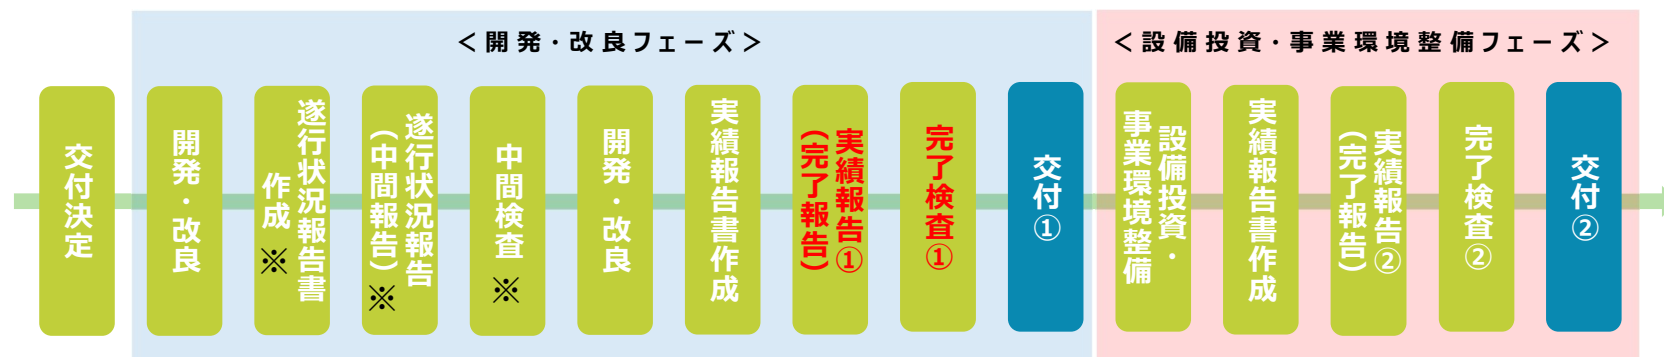 ＜開発・改良フェーズ＞
交付決定
開発・改良
遂行状況報告書
作成 ※
遂行状況報告
（中間報告）※
中間検査 ※
開発・改良
実績報告書作成
実績報告①
（完了報告）
完了検査①
交付①
＜設備投資・事業環境整備フェーズ＞
設備投資・
事業環境整備
実績報告書作成
実績報告②
（完了報告）
完了検査②
交付②